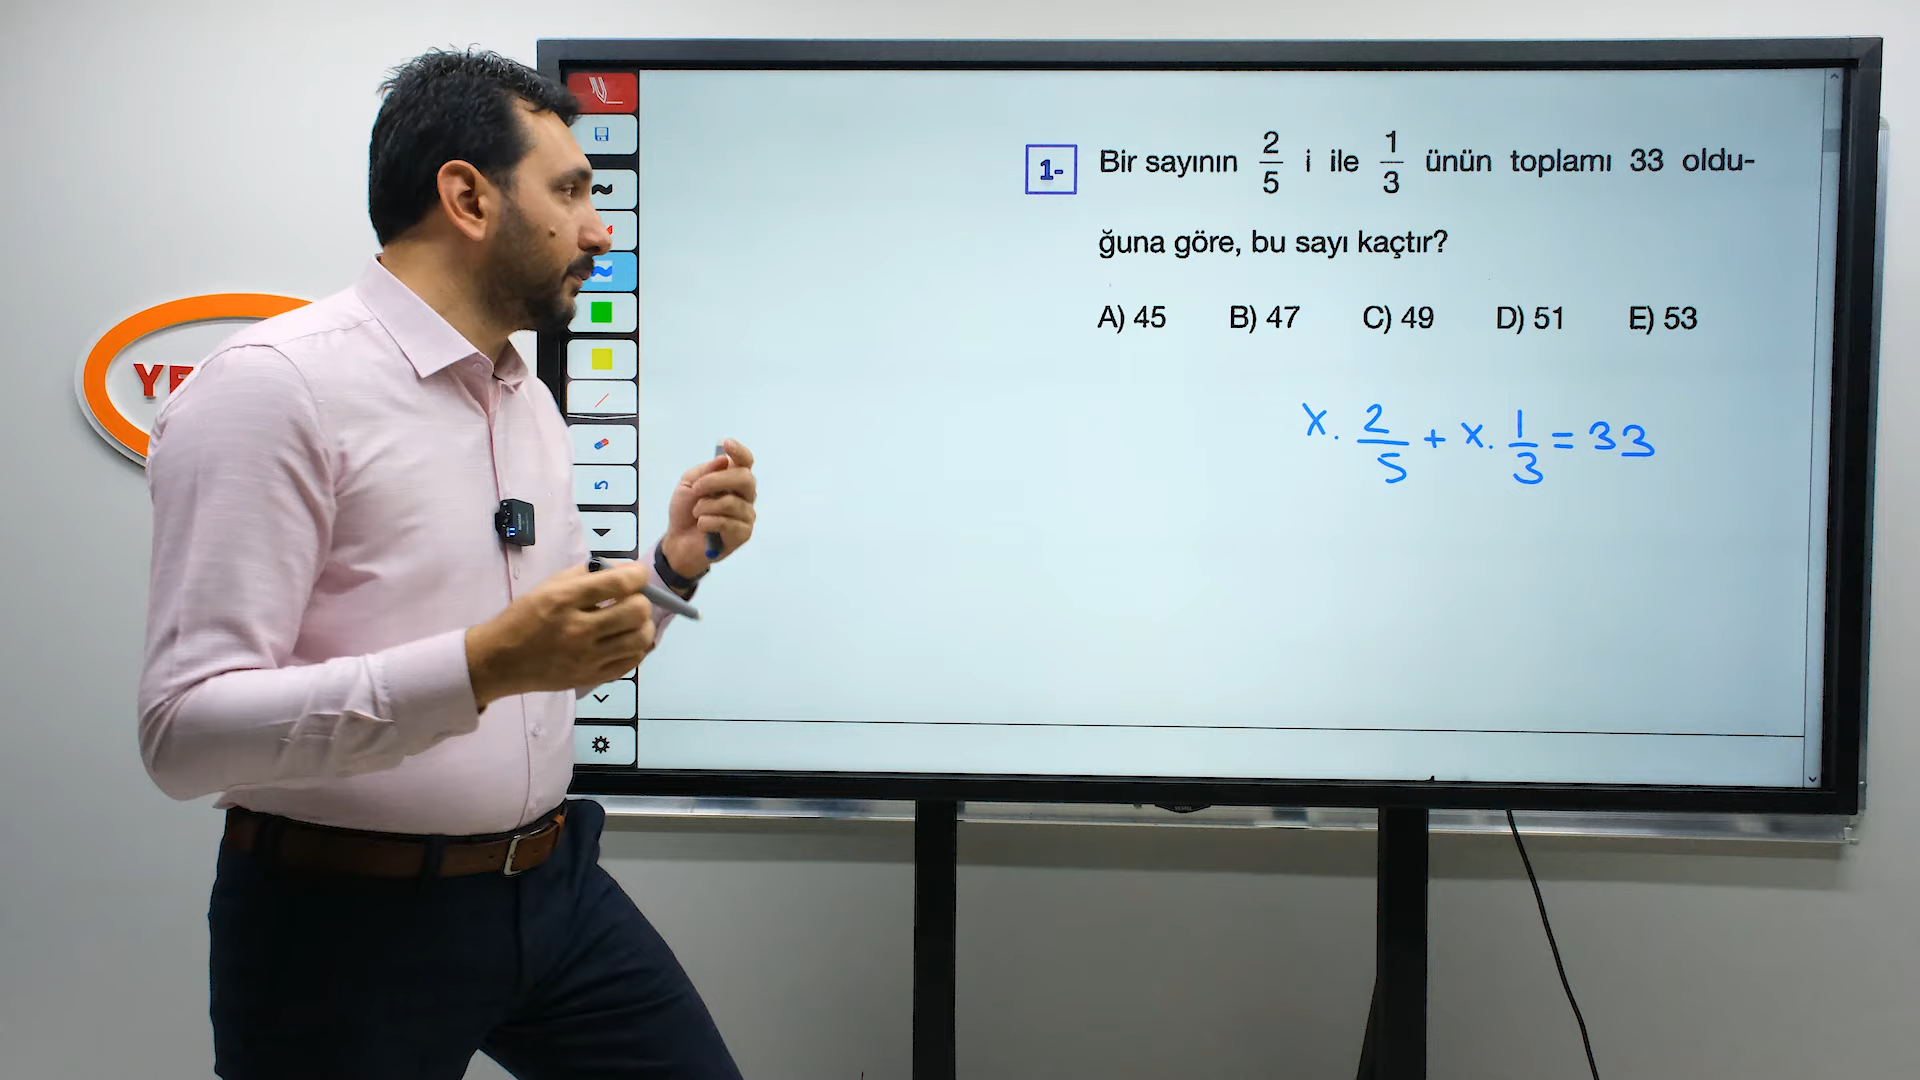 1- Bir sayının 2/5 i ile 1/3 ünün toplamı 33 oldu-
ğuna göre, bu sayı kaçtır?
A) 45 B) 47 C) 49 D) 51 E) 53
x. 2/5 + x. 1/3 = 33